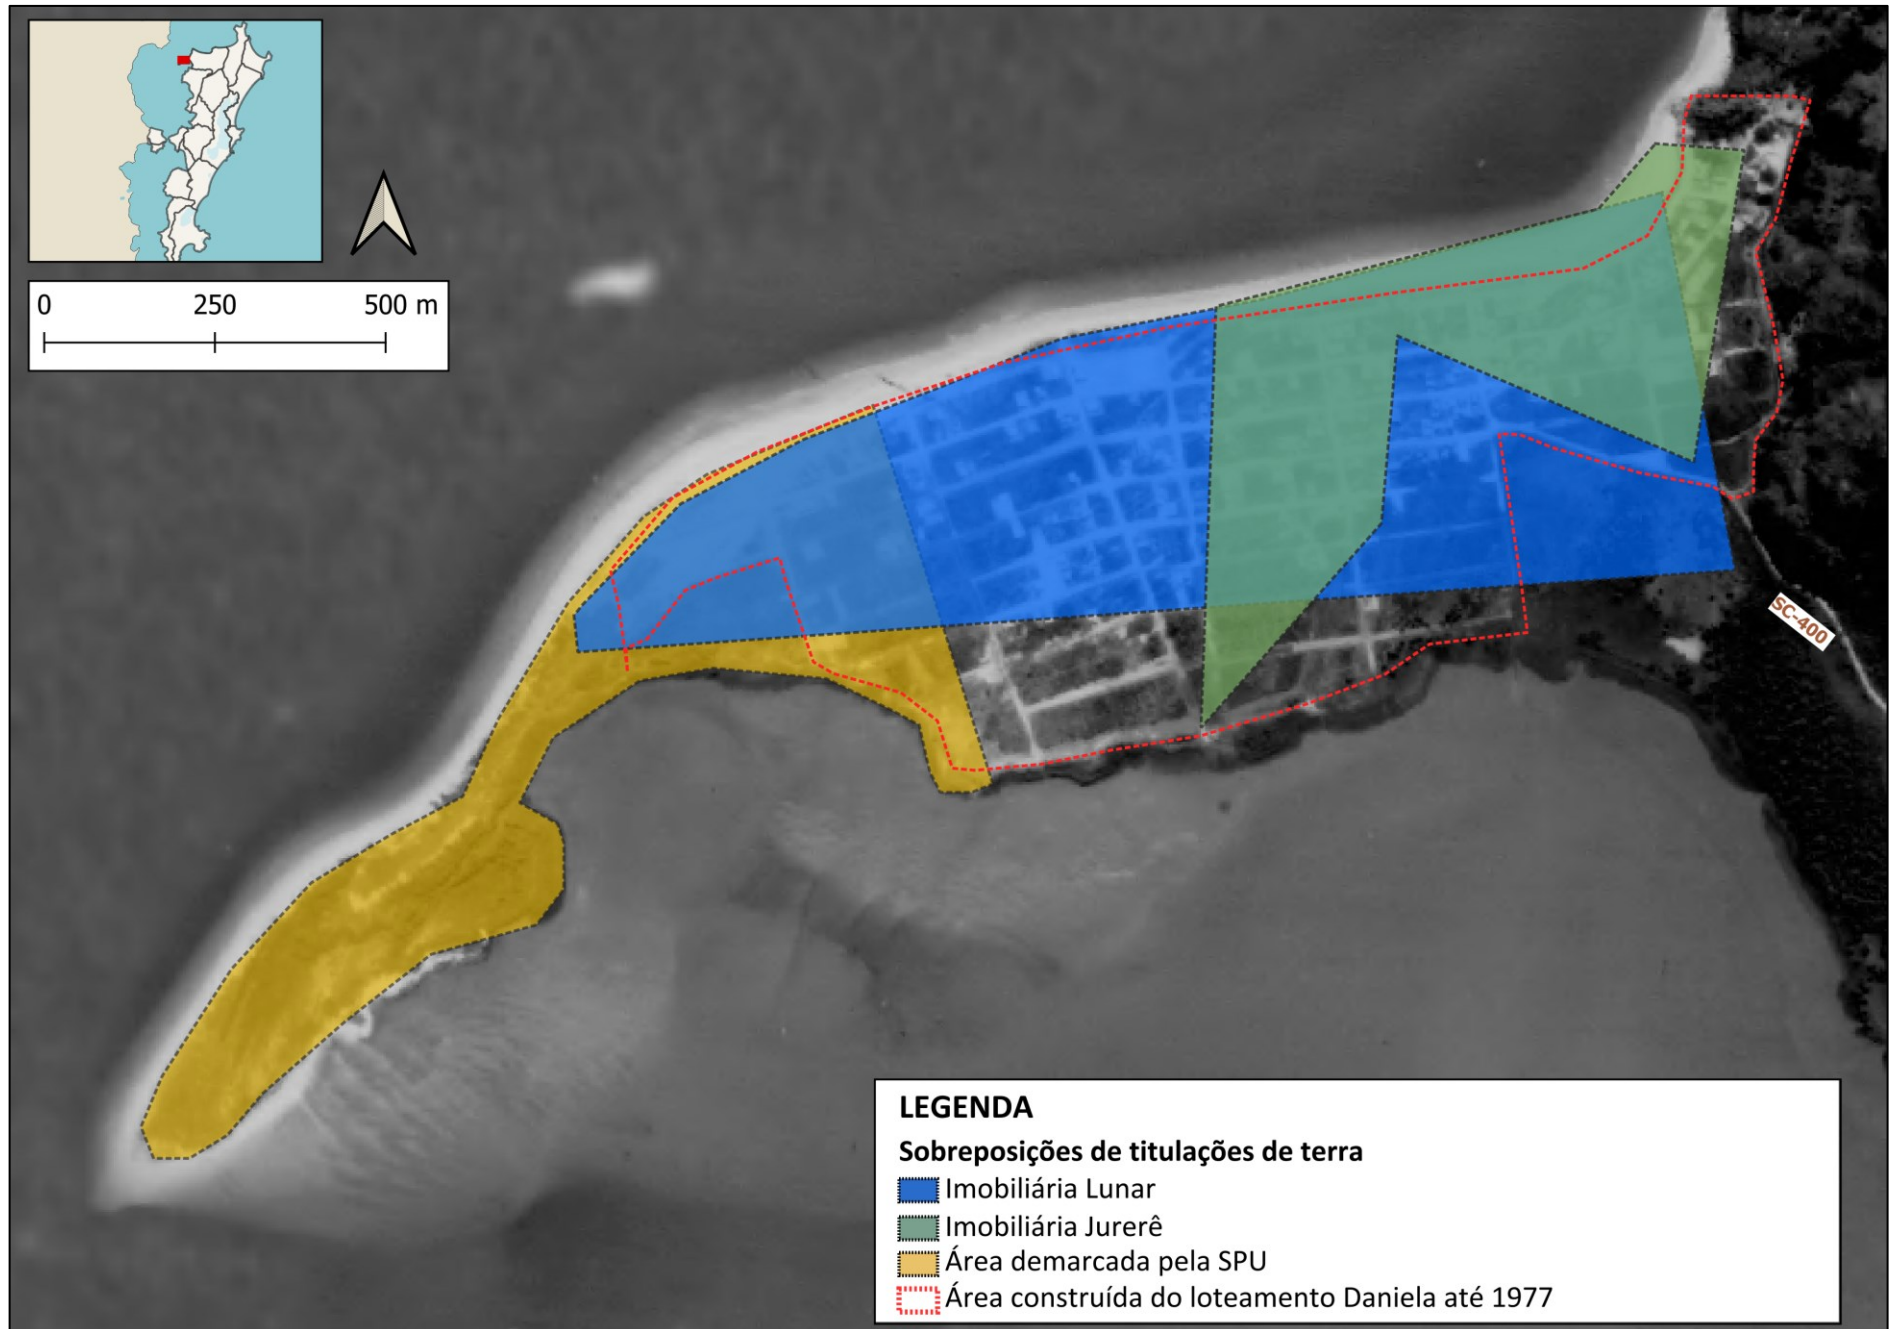 0 250 500 m
SC-400
LEGENDA
Sobreposições de titulações de terra
Imobiliária Lunar
Imobiliária Jurerê
Área demarcada pela SPU
Área construída do loteamento Daniela até 1977